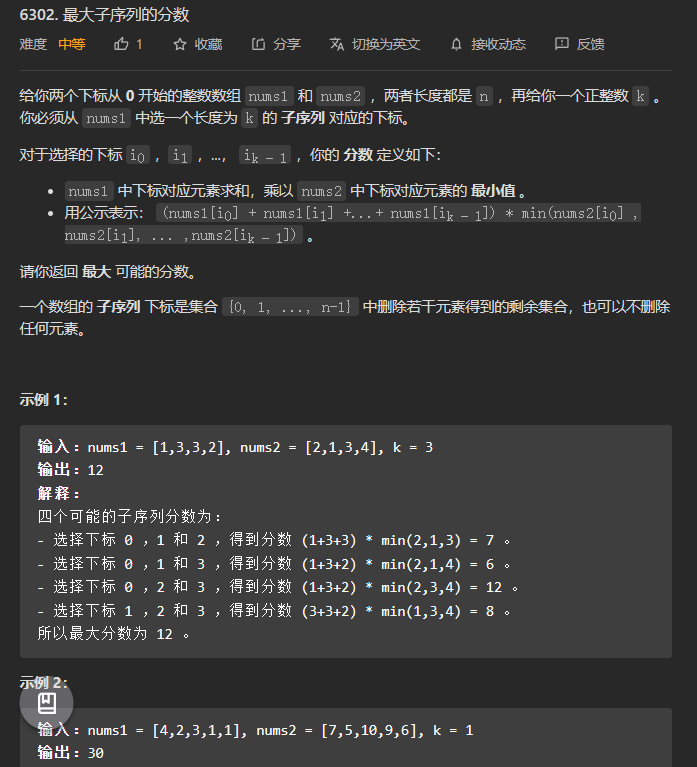 6302. 最大子序列的分数
难度 中等 1 收藏 分享 切换为英文 接收动态 反馈
给你两个下标从 0 开始的整数数组 nums1 和 nums2 ，两者长度都是 n ，再给你一个正整数 k 。
你必须从 nums1 中选一个长度为 k 的 子序列 对应的下标。
对于选择的下标 i0 ，i1 ，...， ik - 1 ，你的 分数 定义如下：
• nums1 中下标对应元素求和，乘以 nums2 中下标对应元素的 最小值 。
• 用公示表示： (nums1[i0] + nums1[i1] +...+ nums1[ik - 1]) * min(nums2[i0] ,
nums2[i1], ... ,nums2[ik - 1]) 。
请你返回 最大 可能的分数。
一个数组的 子序列 下标是集合 {0, 1, ..., n-1} 中删除若干元素得到的剩余集合，也可以不删除
任何元素。
示例 1：
输入：nums1 = [1,3,3,2], nums2 = [2,1,3,4], k = 3
输出：12
解释：
四个可能的子序列分数为：
- 选择下标 0 ，1 和 2 ，得到分数 (1+3+3) * min(2,1,3) = 7 。
- 选择下标 0 ，1 和 3 ，得到分数 (1+3+2) * min(2,1,4) = 6 。
- 选择下标 0 ，2 和 3 ，得到分数 (1+3+2) * min(2,3,4) = 12 。
- 选择下标 1 ，2 和 3 ，得到分数 (3+3+2) * min(1,3,4) = 8 。
所以最大分数为 12 。
示例 2：
输入：nums1 = [4,2,3,1,1], nums2 = [7,5,10,9,6], k = 1
输出：30